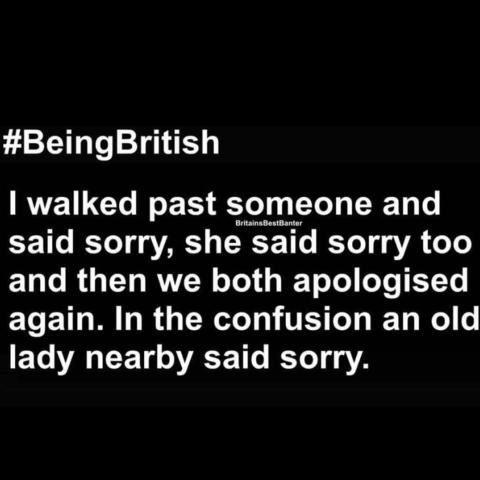 #BeingBritish
I walked past someone and
BritainsBestBanter
said sorry, she said sorry too
and then we both apologised
again. In the confusion an old
lady nearby said sorry.